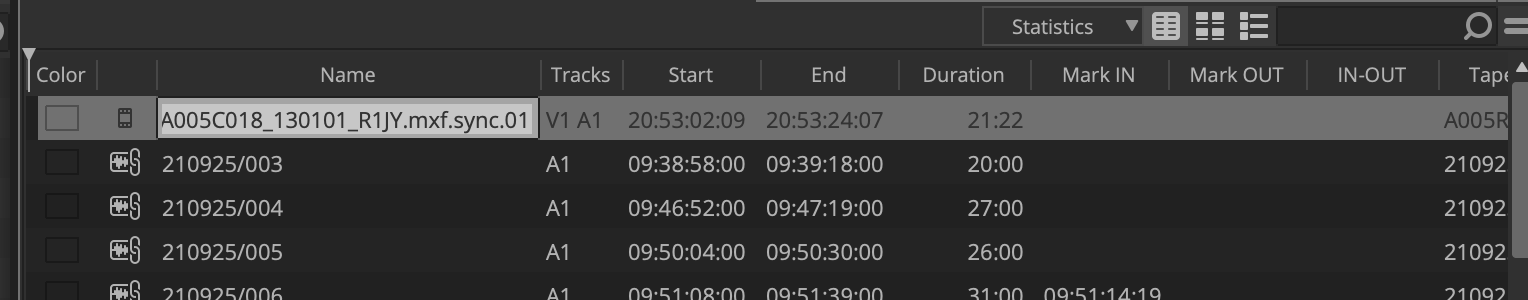 Statistics
Color Name Tracks Start End Duration Mark IN Mark OUT IN-OUT Tape
A005C018_130101_R1JY.mxf.sync.01 V1 A1 20:53:02:09 20:53:24:07 21:22 A005R
210925/003 A1 09:38:58:00 09:39:18:00 20:00 21092
210925/004 A1 09:46:52:00 09:47:19:00 27:00 21092
210925/005 A1 09:50:04:00 09:50:30:00 26:00 21092
210925/006 A1 09:51:08:00 09:51:39:00 31:00 09:51:14:19 21092